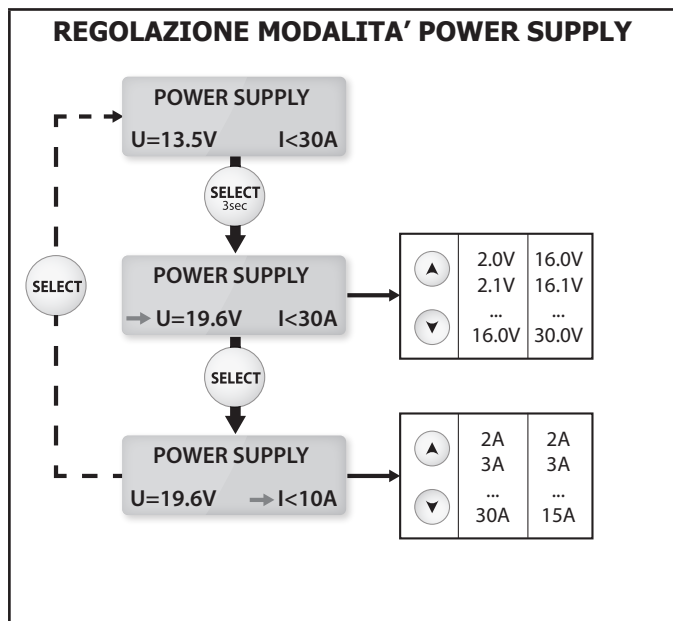 REGOLAZIONE MODALITA’ POWER SUPPLY
POWER SUPPLY
U=13.5V I<30A
SELECT
3sec
SELECT
POWER SUPPLY
U=19.6V I<30A
2.0V 16.0V
2.1V 16.1V
... ...
16.0V 30.0V
SELECT
POWER SUPPLY
U=19.6V I<10A
2A 2A
3A 3A
... ...
30A 15A